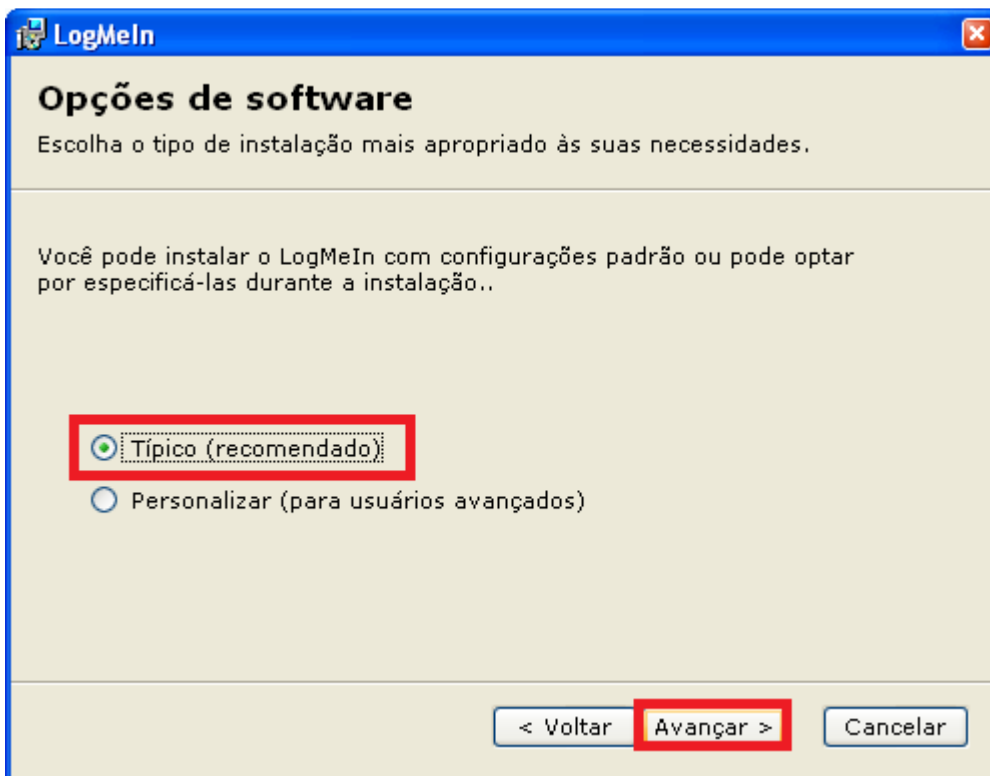 LogMeIn
Opções de software
Escolha o tipo de instalação mais apropriado às suas necessidades.
Você pode instalar o LogMeIn com configurações padrão ou pode optar
por especificá-las durante a instalação..
Típico (recomendado)
Personalizar (para usuários avançados)
< Voltar Avançar > Cancelar